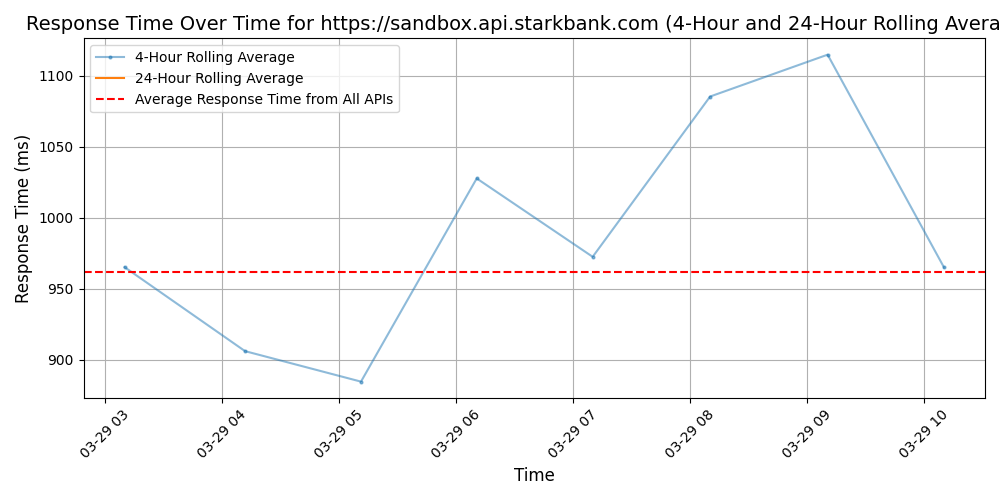 Response Time Over Time for https://sandbox.api.starkbank.com (4-Hour and 24-Hour Rolling Avera
4-Hour Rolling Average
24-Hour Rolling Average
Average Response Time from All APIs
Response Time (ms)
1100
1050
1000
950
900
03-29 03
03-29 04
03-29 05
03-29 06
03-29 07
03-29 08
03-29 09
03-29 10
Time